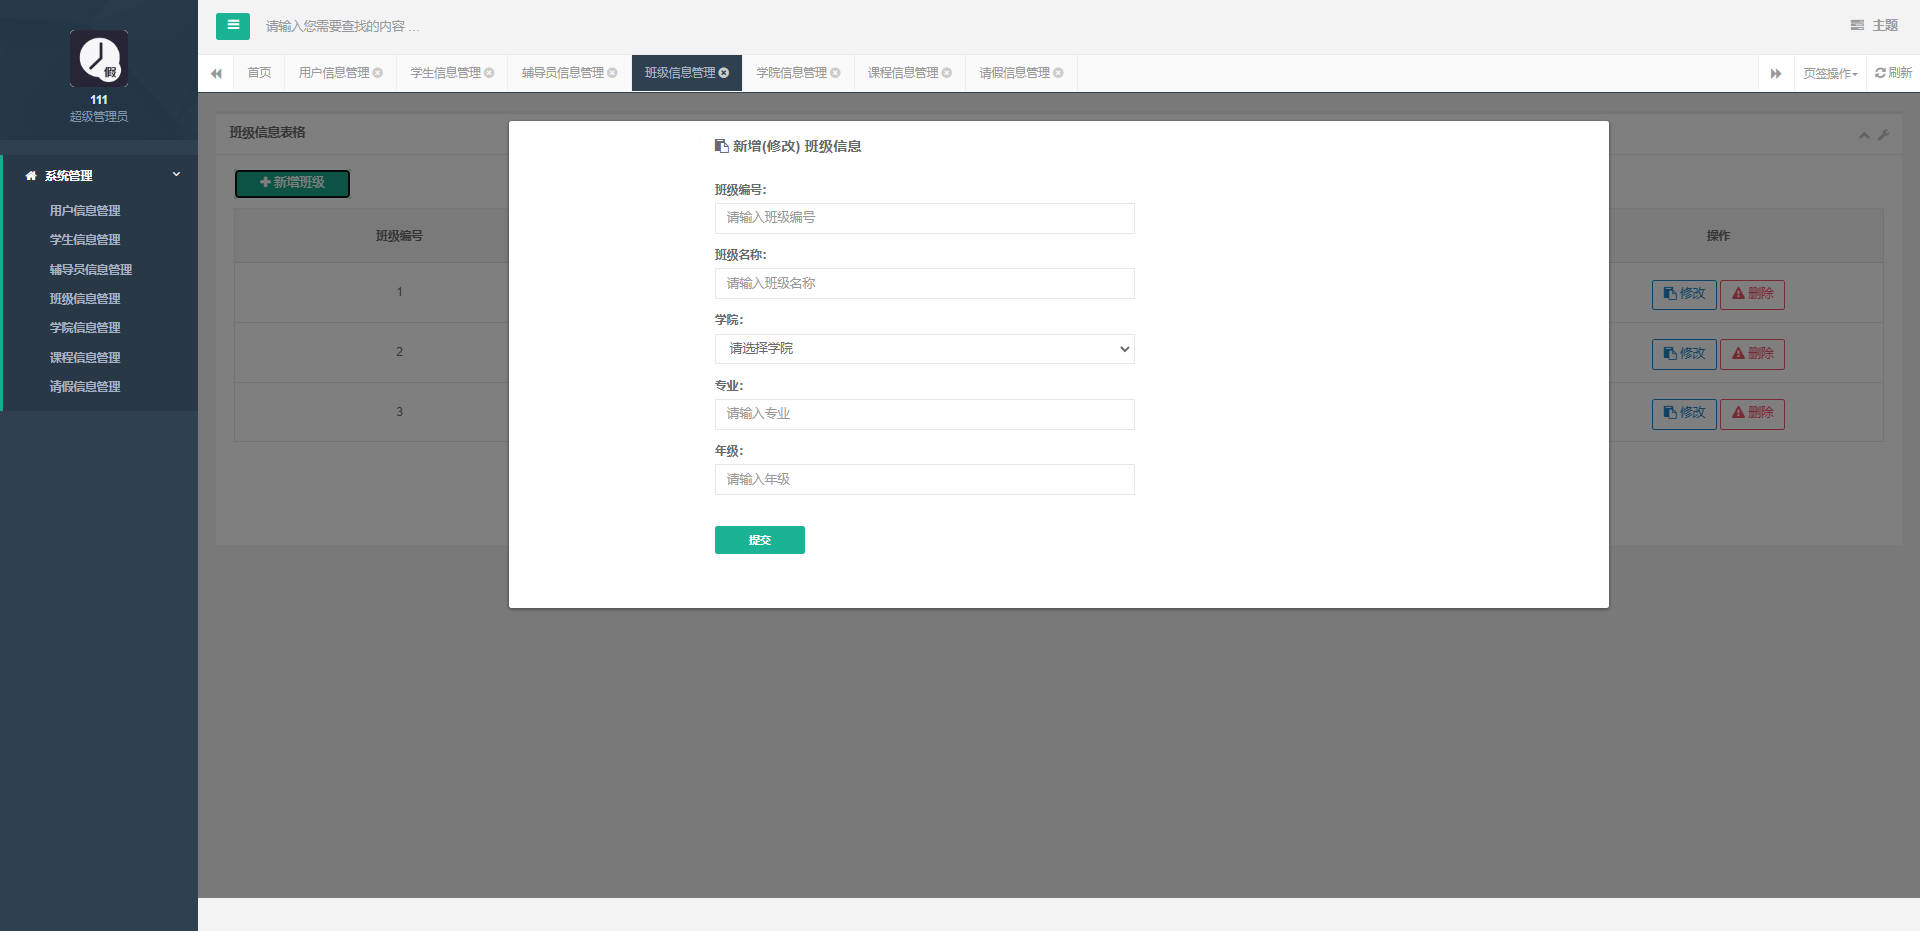 假
111
超级管理员
系统管理
用户信息管理
学生信息管理
辅导员信息管理
班级信息管理
学院信息管理
课程信息管理
请假信息管理
请输入您需要查找的内容 …
主题
首页 用户信息管理 学生信息管理 辅导员信息管理 班级信息管理 学院信息管理 课程信息管理 请假信息管理 页签操作 刷新
班级信息表格
新增班级
班级编号 操作
1 修改 删除
2 修改 删除
3 修改 删除
新增(修改) 班级信息
班级编号:
请输入班级编号
班级名称:
请输入班级名称
学院:
请选择学院
专业:
请输入专业
年级:
请输入年级
提交